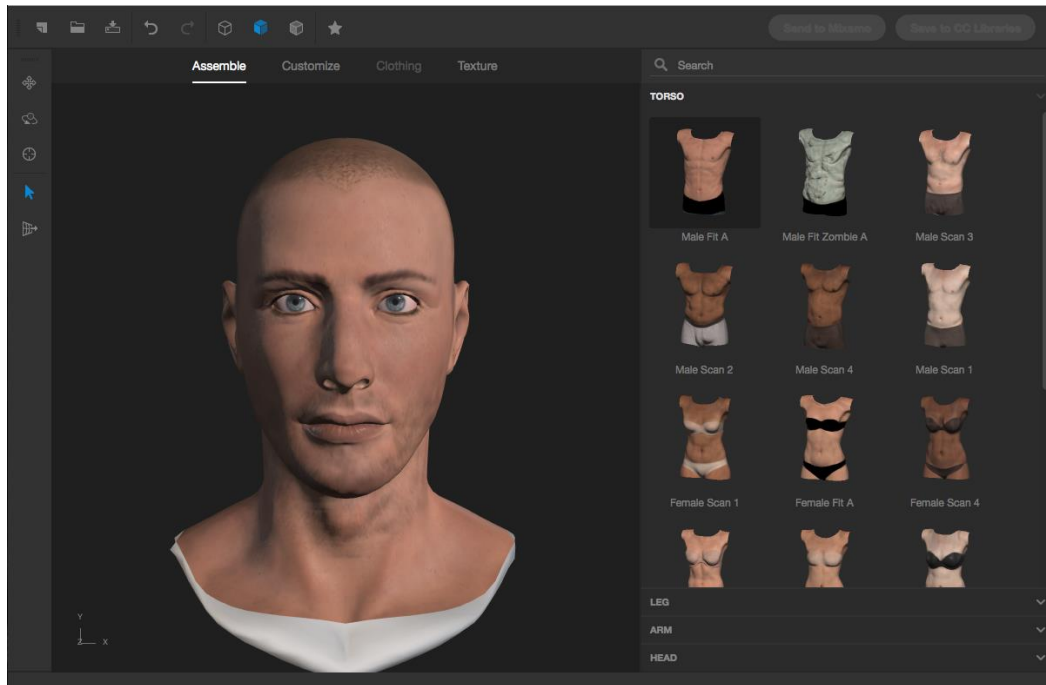 Send to Mixamo
Save to CC Libraries
Assemble
Customize
Clothing
Texture
Search
TORSO
Male Fit A
Male Fit Zombie A
Male Scan 3
Male Scan 2
Male Scan 4
Male Scan 1
Female Scan 1
Female Fit A
Female Scan 4
LEG
ARM
HEAD
Y
Z X